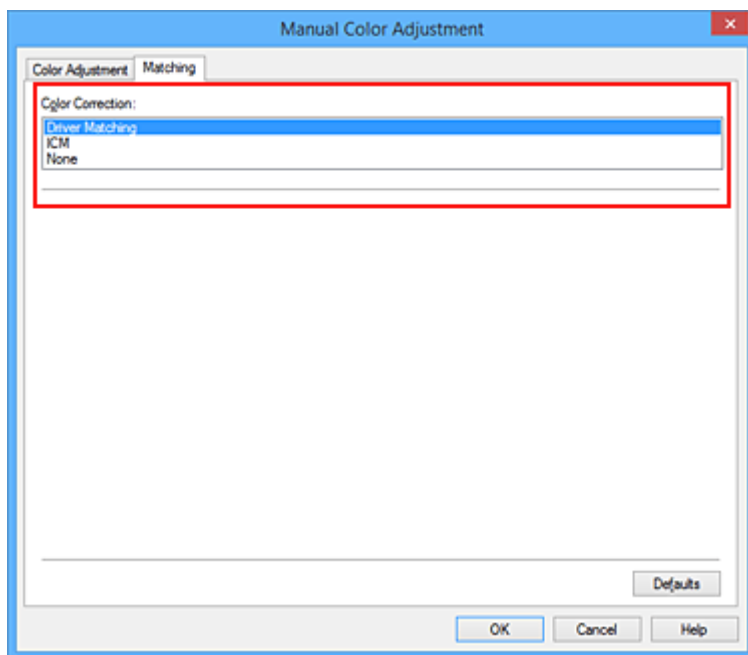 Manual Color Adjustment
Color Adjustment Matching
Color Correction:
Driver Matching
ICM
None
Defaults
OK Cancel Help